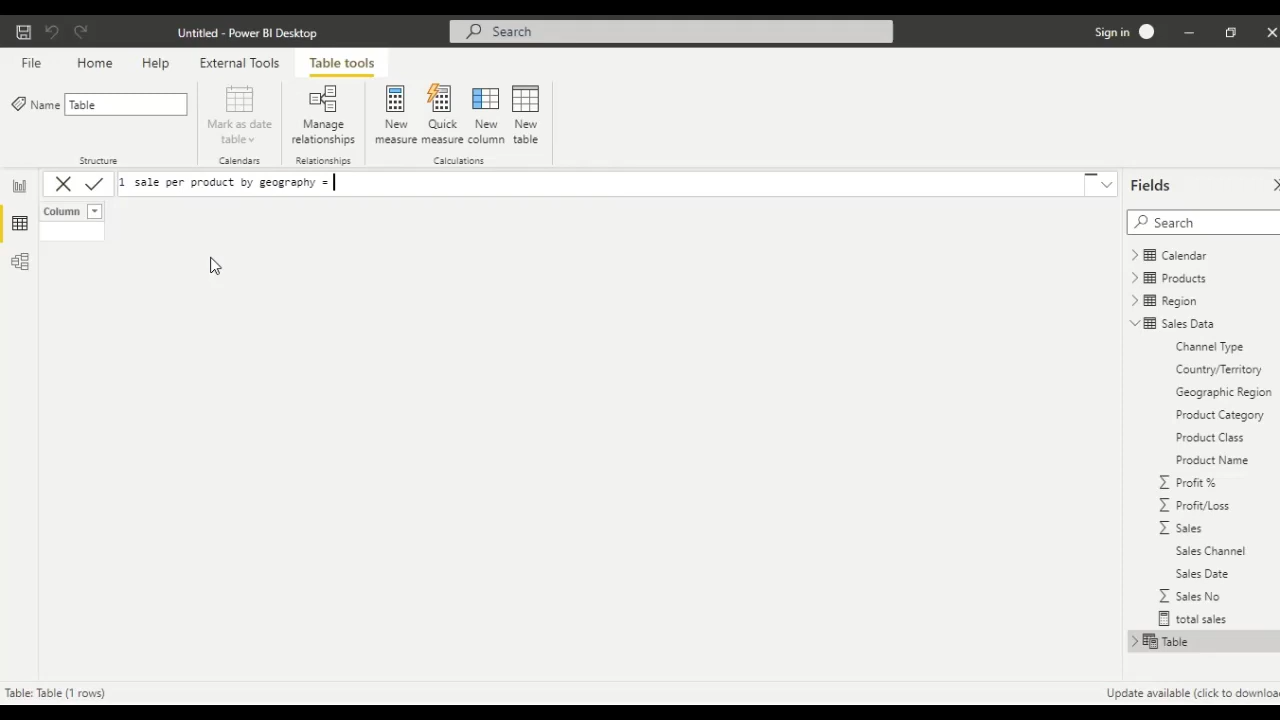 Untitled - Power BI Desktop
Search
Sign in
File
Home
Help
External Tools
Table tools
Name
Table
Mark as date table
Manage relationships
New measure
Quick measure
New column
New table
Structure
Calendars
Relationships
Calculations
1 sale per product by geography =
Column
Fields
Search
Calendar
Products
Region
Sales Data
Channel Type
Country/Territory
Geographic Region
Product Category
Product Class
Product Name
Σ Profit %
Σ Profit/Loss
Σ Sales
Sales Channel
Sales Date
Σ Sales No
total sales
Table
Table: Table (1 rows)
Update available (click to downloa